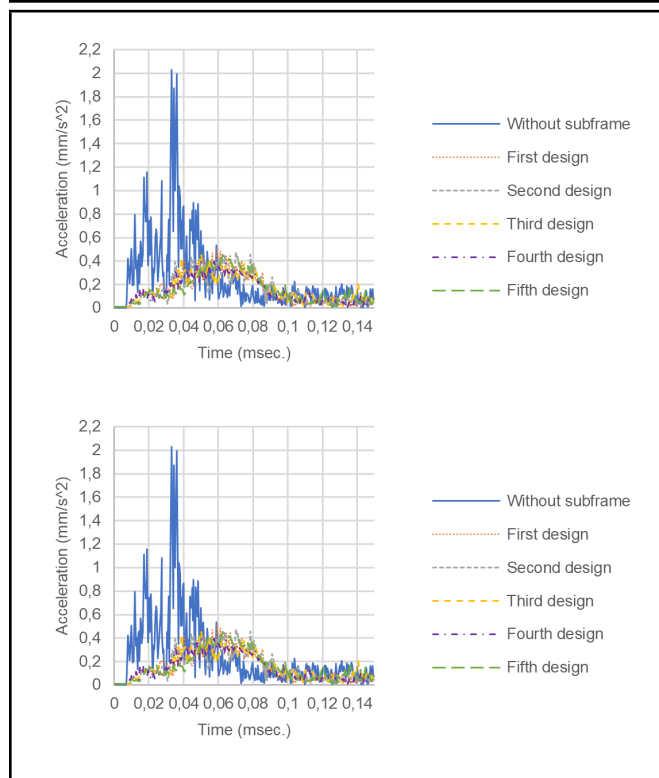 2,2
2
1,8
1,6
1,4
1,2
1
0,8
0,6
0,4
0,2
0
Acceleration (mm/s^2)
0 0,02 0,04 0,06 0,08 0,1 0,12 0,14
Time (msec.)
Without subframe
First design
Second design
Third design
Fourth design
Fifth design
2,2
2
1,8
1,6
1,4
1,2
1
0,8
0,6
0,4
0,2
0
Acceleration (mm/s^2)
0 0,02 0,04 0,06 0,08 0,1 0,12 0,14
Time (msec.)
Without subframe
First design
Second design
Third design
Fourth design
Fifth design